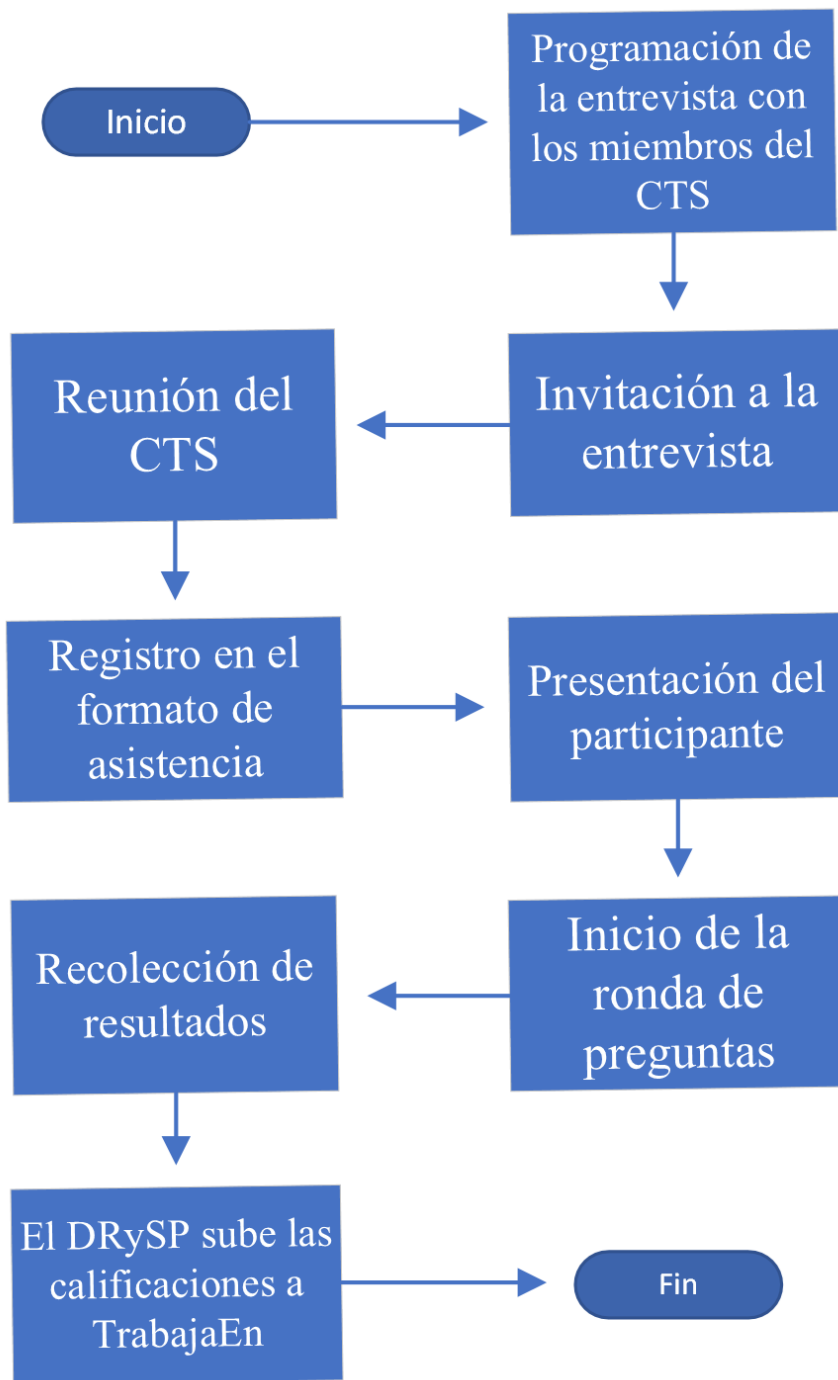 Inicio
Programación de
la entrevista con
los miembros del
CTS
Invitación a la
entrevista
Reunión del
CTS
Registro en el
formato de
asistencia
Presentación del
participante
Inicio de la
ronda de
preguntas
Recolección de
resultados
El DRySP sube las
calificaciones a
TrabajaEn
Fin